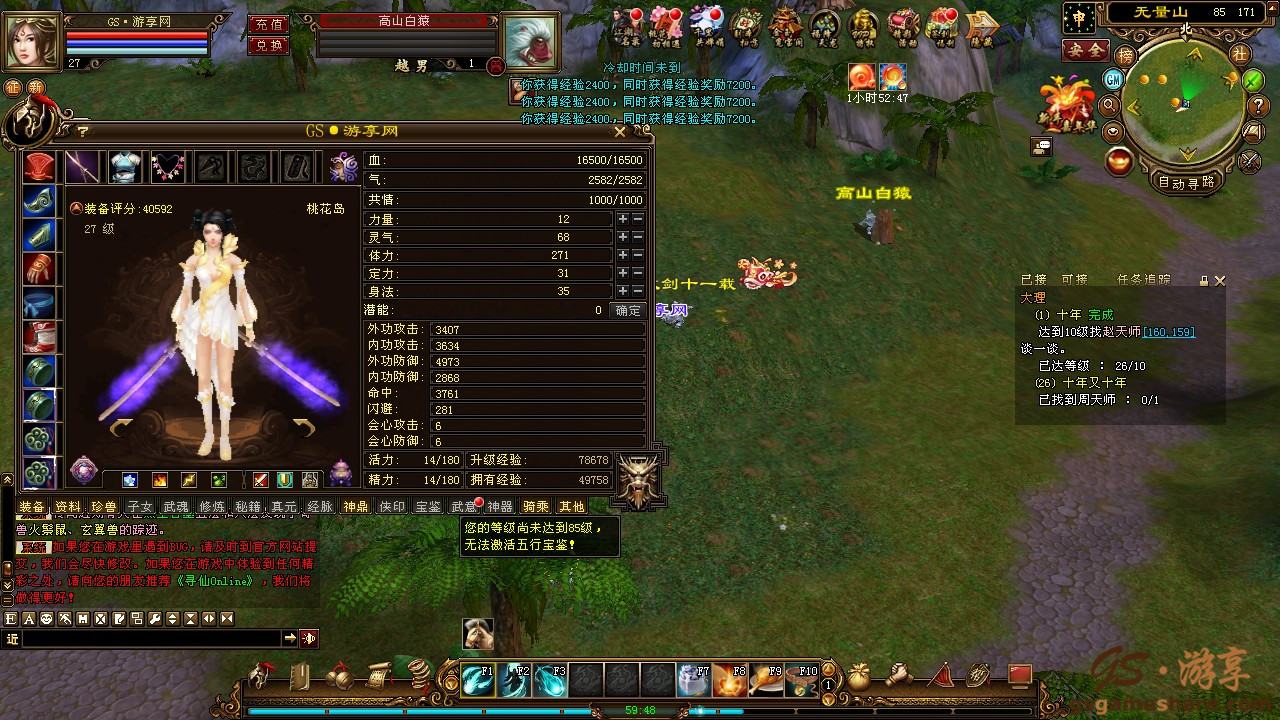 GS·游享网
27
充值
兑换
高山白猿
越男
1
冷却时间未到
你获得经验2400，同时获得经验奖励7200。
你获得经验2400，同时获得经验奖励7200。
你获得经验2400，同时获得经验奖励7200。
1小时52:47
申
无量山
85 171
北
安全
榜
社
GM
自动寻路
征
新
GS●游享网
装备评分:40592
27 级
桃花岛
血:
16500/16500
气:
2582/2582
共情:
1000/1000
力量:
12
灵气:
68
体力:
271
定力:
31
身法:
35
潜能:
0
确定
外功攻击: 3407
内功攻击: 3634
外功防御: 4973
内功防御: 2868
命中: 3761
闪避: 281
会心攻击: 6
会心防御: 6
活力: 14/180
升级经验: 78678
精力: 14/180
拥有经验: 49758
装备 资料 珍兽 子女 武魂 修炼 秘籍 真元 经脉 神鼎 侠印 宝鉴 武意 神器 骑乘 其他
您的等级尚未达到85级，
无法激活五行宝鉴！
高山白猿
剑十一载
享网
已接 可接 任务追踪
大理
(1) 十年 完成
达到10级找赵天师[160,159]
谈一谈。
已达等级 : 26/10
(26) 十年又十年
已找到周天师 : 0/1
兽火鬃鼠、玄翼兽的踪迹。
系统 如果您在游戏里遇到BUG，请及时到官方网站提
交，我们会尽快修改。如果您在游戏中体验到任何精
彩之处，请向您的朋友推荐《寻仙Online》，我们将
做得更好！
近
F1 F2 F3 F7 F8 F9 F10
1
59:48
GS·游享
gsgameshare.com